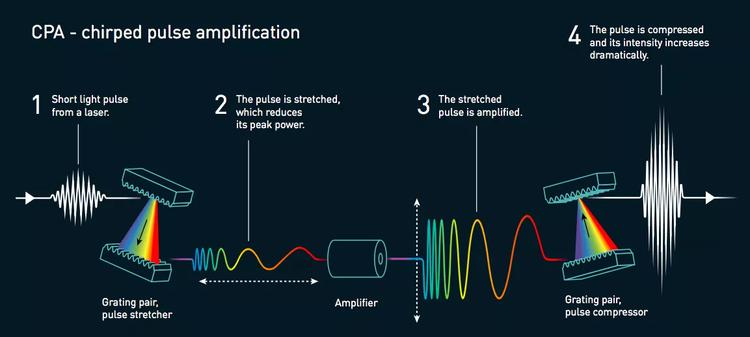 CPA - chirped pulse amplification
1
Short light pulse
from a laser.
2
The pulse is stretched,
which reduces
its peak power.
3
The stretched
pulse is amplified.
4
The pulse is compressed
and its intensity increases
dramatically.
Grating pair,
pulse stretcher
Amplifier
Grating pair,
pulse compressor